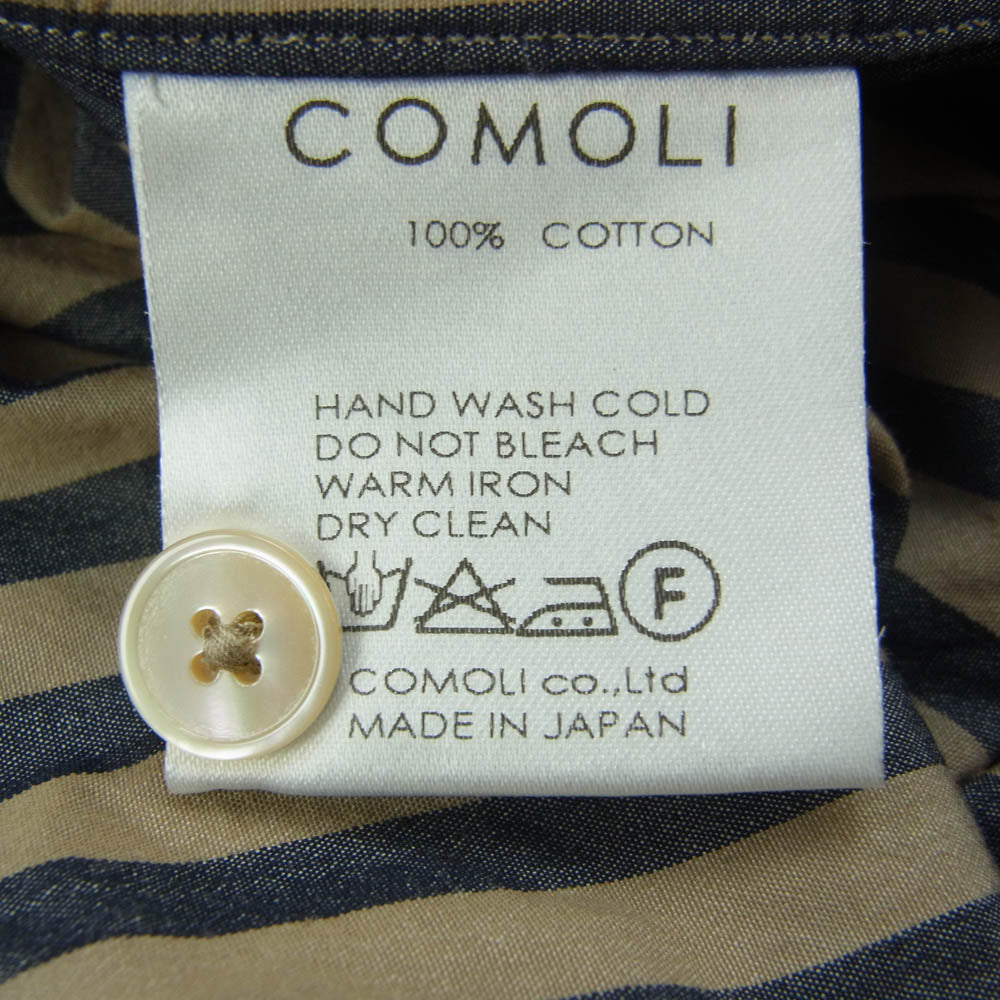 COMOLI
100% COTTON
HAND WASH COLD
DO NOT BLEACH
WARM IRON
DRY CLEAN
F
COMOLI co.,Ltd
MADE IN JAPAN